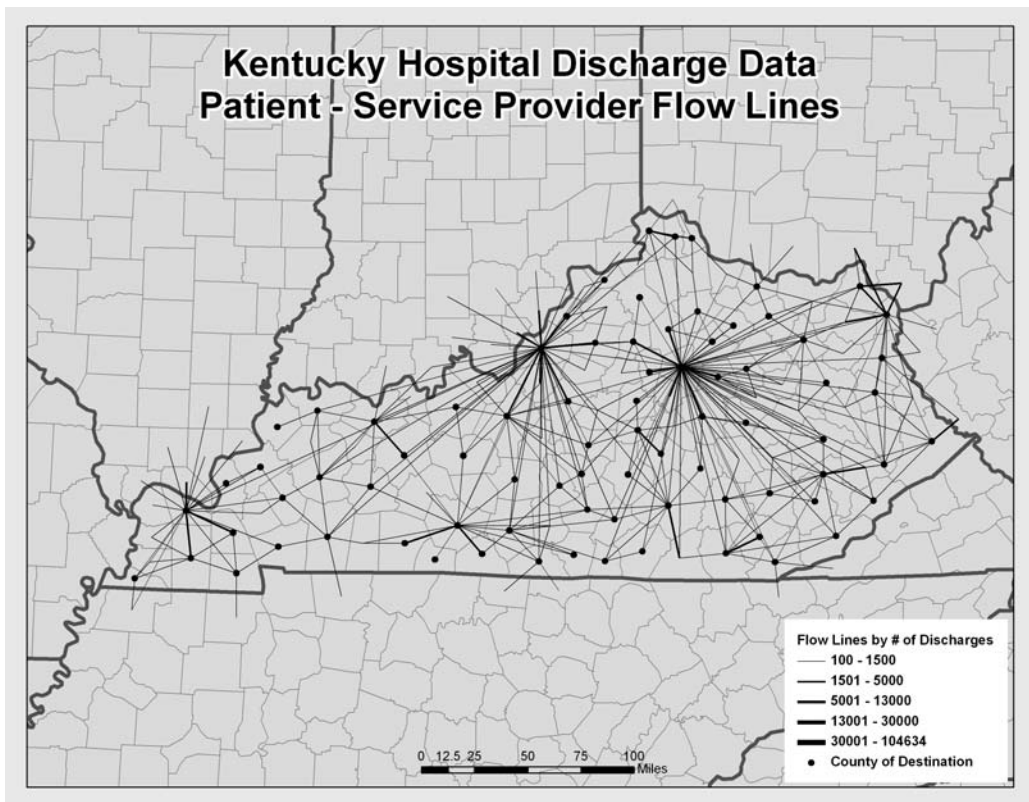 Kentucky Hospital Discharge Data
Patient - Service Provider Flow Lines
Flow Lines by # of Discharges
100 - 1500
1501 - 5000
5001 - 13000
13001 - 30000
30001 - 104634
County of Destination
0 12.5 25 50 75 100
Miles